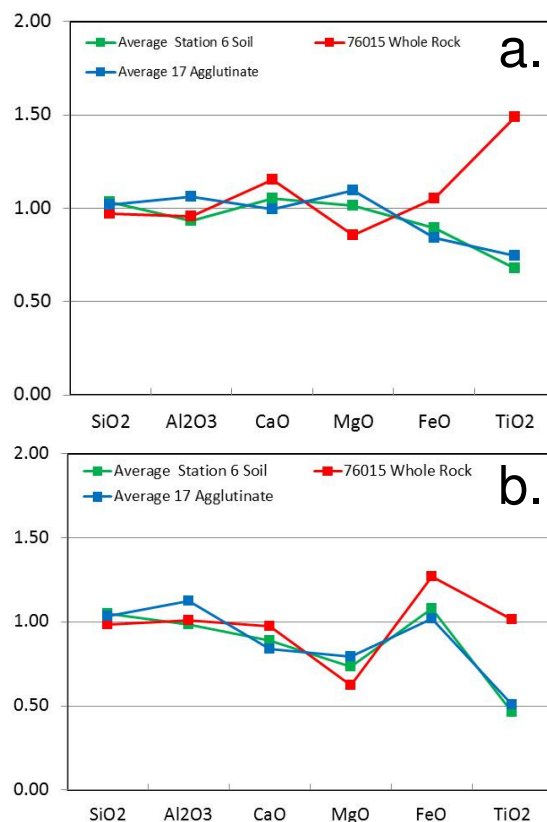 2.00
Average Station 6 Soil 76015 Whole Rock a.
Average 17 Agglutinate
1.50
1.00
0.50
0.00
SiO2 Al2O3 CaO MgO FeO TiO2
2.00
Average Station 6 Soil 76015 Whole Rock b.
Average 17 Agglutinate
1.50
1.00
0.50
0.00
SiO2 Al2O3 CaO MgO FeO TiO2